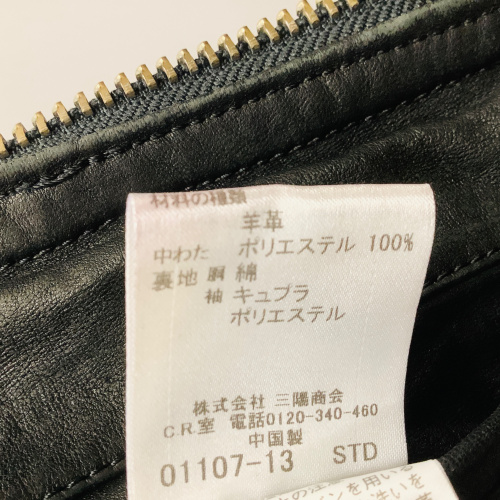 材料の種類
羊革
中わた ポリエステル 100%
裏地 胴 綿
袖 キュプラ
ポリエステル
株式会社 三陽商会
C.R.室 電話0120-340-460
中国製
01107-13 STD